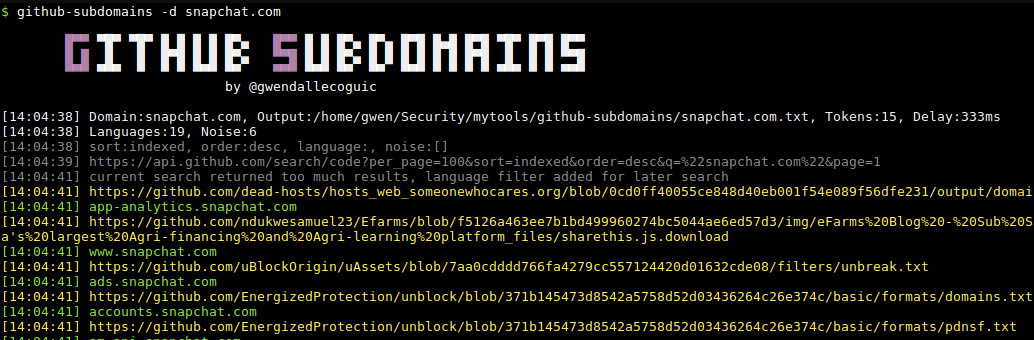 $ github-subdomains -d snapchat.com
GITHUB SUBDOMAINS
by @gwendallecoguic
[14:04:38] Domain:snapchat.com, Output:/home/gwen/Security/mytools/github-subdomains/snapchat.com.txt, Tokens:15, Delay:333ms
[14:04:38] Languages:19, Noise:6
[14:04:38] sort:indexed, order:desc, language:, noise:[]
[14:04:39] https://api.github.com/search/code?per_page=100&sort=indexed&order=desc&q=%22snapchat.com%22&page=1
[14:04:41] current search returned too much results, language filter added for later search
[14:04:41] https://github.com/dead-hosts/hosts_web_someonewhocares.org/blob/0cd0ff40055ce848d40eb001f54e089f56dfe231/output/domai
[14:04:41] app-analytics.snapchat.com
[14:04:41] https://github.com/ndukwesamuel23/Efarms/blob/f5126a463ee7b1bd499960274bc5044ae6ed57d3/img/eFarms%20Blog%20-%20Sub%20S
a's%20largest%20Agri-financing%20and%20Agri-learning%20platform_files/sharethis.js.download
[14:04:41] www.snapchat.com
[14:04:41] https://github.com/uBlockOrigin/uAssets/blob/7aa0cdddd766fa4279cc557124420d01632cde08/filters/unbreak.txt
[14:04:41] ads.snapchat.com
[14:04:41] https://github.com/EnergizedProtection/unblock/blob/371b145473d8542a5758d52d03436264c26e374c/basic/formats/domains.txt
[14:04:41] accounts.snapchat.com
[14:04:41] https://github.com/EnergizedProtection/unblock/blob/371b145473d8542a5758d52d03436264c26e374c/basic/formats/pdnsf.txt